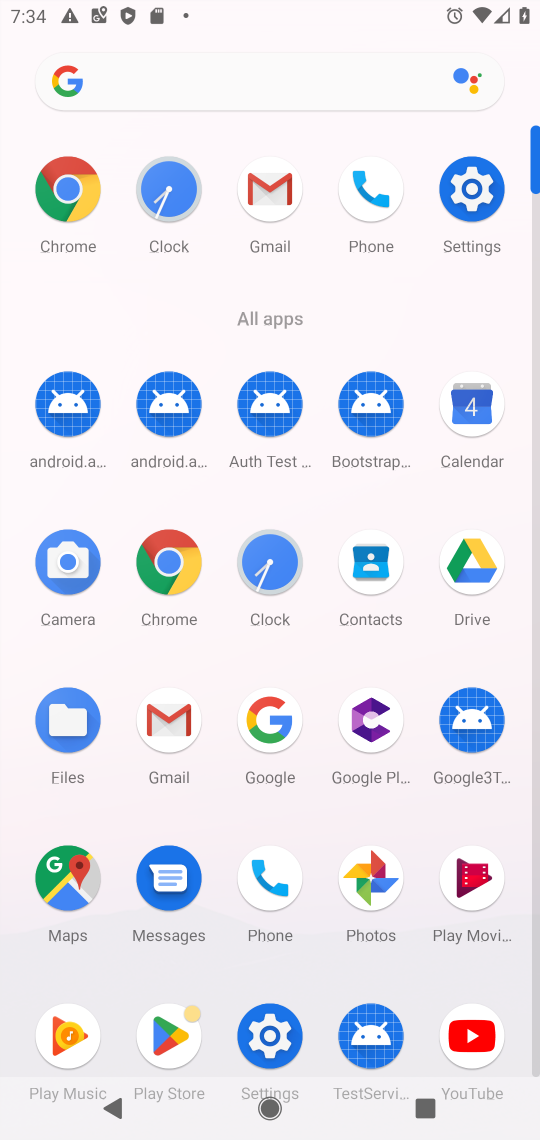 7:34
Chrome Clock Gmail Phone Settings
All apps
android.a... android.a... Auth Test ... Bootstrap... Calendar
Camera Chrome Clock Contacts Drive
Files Gmail Google Google Pl... Google3T...
Maps Messages Phone Photos Play Movi...
Play Music Play Store Settings TestServi... YouTube